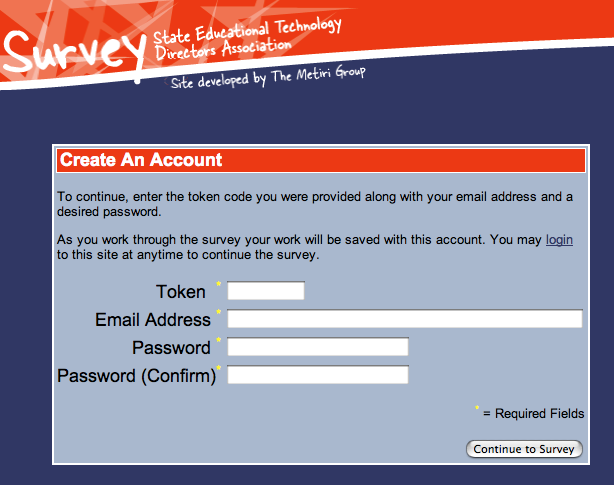 Survey
State Educational Technology
Directors Association
Site developed by The Metiri Group
Create An Account
To continue, enter the token code you were provided along with your email address and a
desired password.
As you work through the survey your work will be saved with this account. You may login
to this site at anytime to continue the survey.
Token *
Email Address *
Password *
Password (Confirm)*
* = Required Fields
Continue to Survey